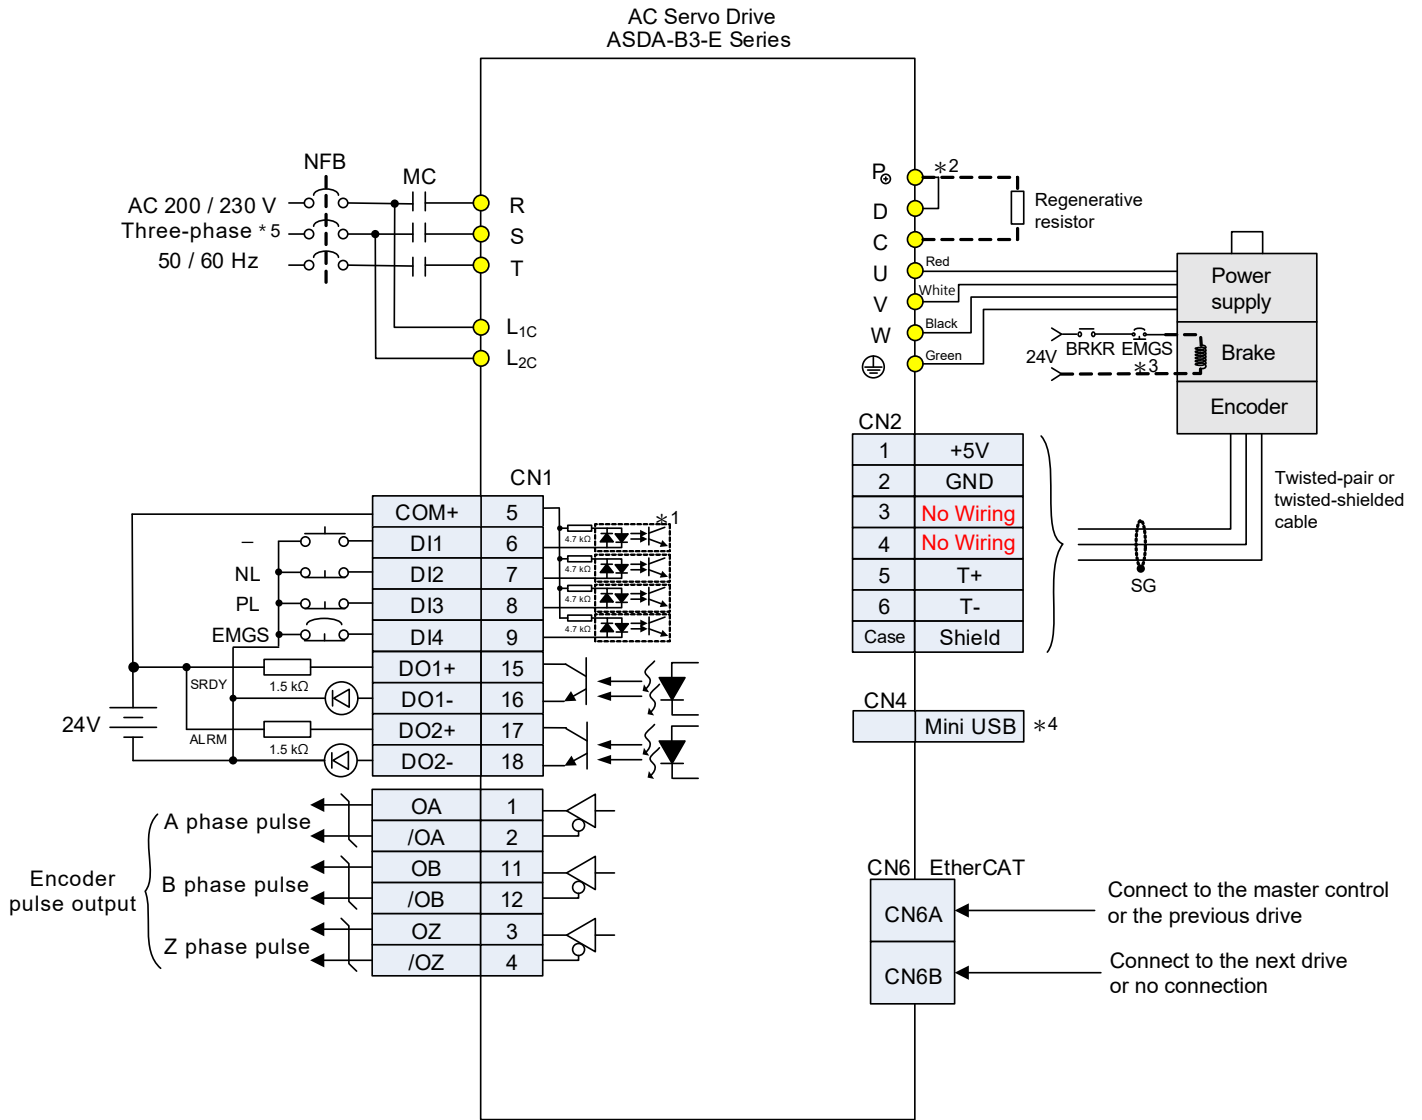 AC Servo Drive
ASDA-B3-E Series
NFB
MC
AC 200 / 230 V
Three-phase *5
50 / 60 Hz
R
S
T
L1C
L2C
P⊕
*2
D
C
Regenerative
resistor
U
Red
V
White
W
Black
Green
Power
supply
24V
BRKR
EMGS
*3
Brake
Encoder
CN2
1 +5V
2 GND
3 No Wiring
4 No Wiring
5 T+
6 T-
Case Shield
Twisted-pair or
twisted-shielded
cable
SG
CN1
COM+ 5
*1
– DI1 6
4.7 kΩ
NL DI2 7
4.7 kΩ
PL DI3 8
4.7 kΩ
EMGS DI4 9
4.7 kΩ
SRDY 1.5 kΩ DO1+ 15
DO1- 16
24V
ALRM 1.5 kΩ DO2+ 17
DO2- 18
CN4
Mini USB *4
Encoder
pulse output
A phase pulse
OA 1
/OA 2
B phase pulse
OB 11
/OB 12
Z phase pulse
OZ 3
/OZ 4
CN6 EtherCAT
CN6A
Connect to the master control
or the previous drive
CN6B
Connect to the next drive
or no connection